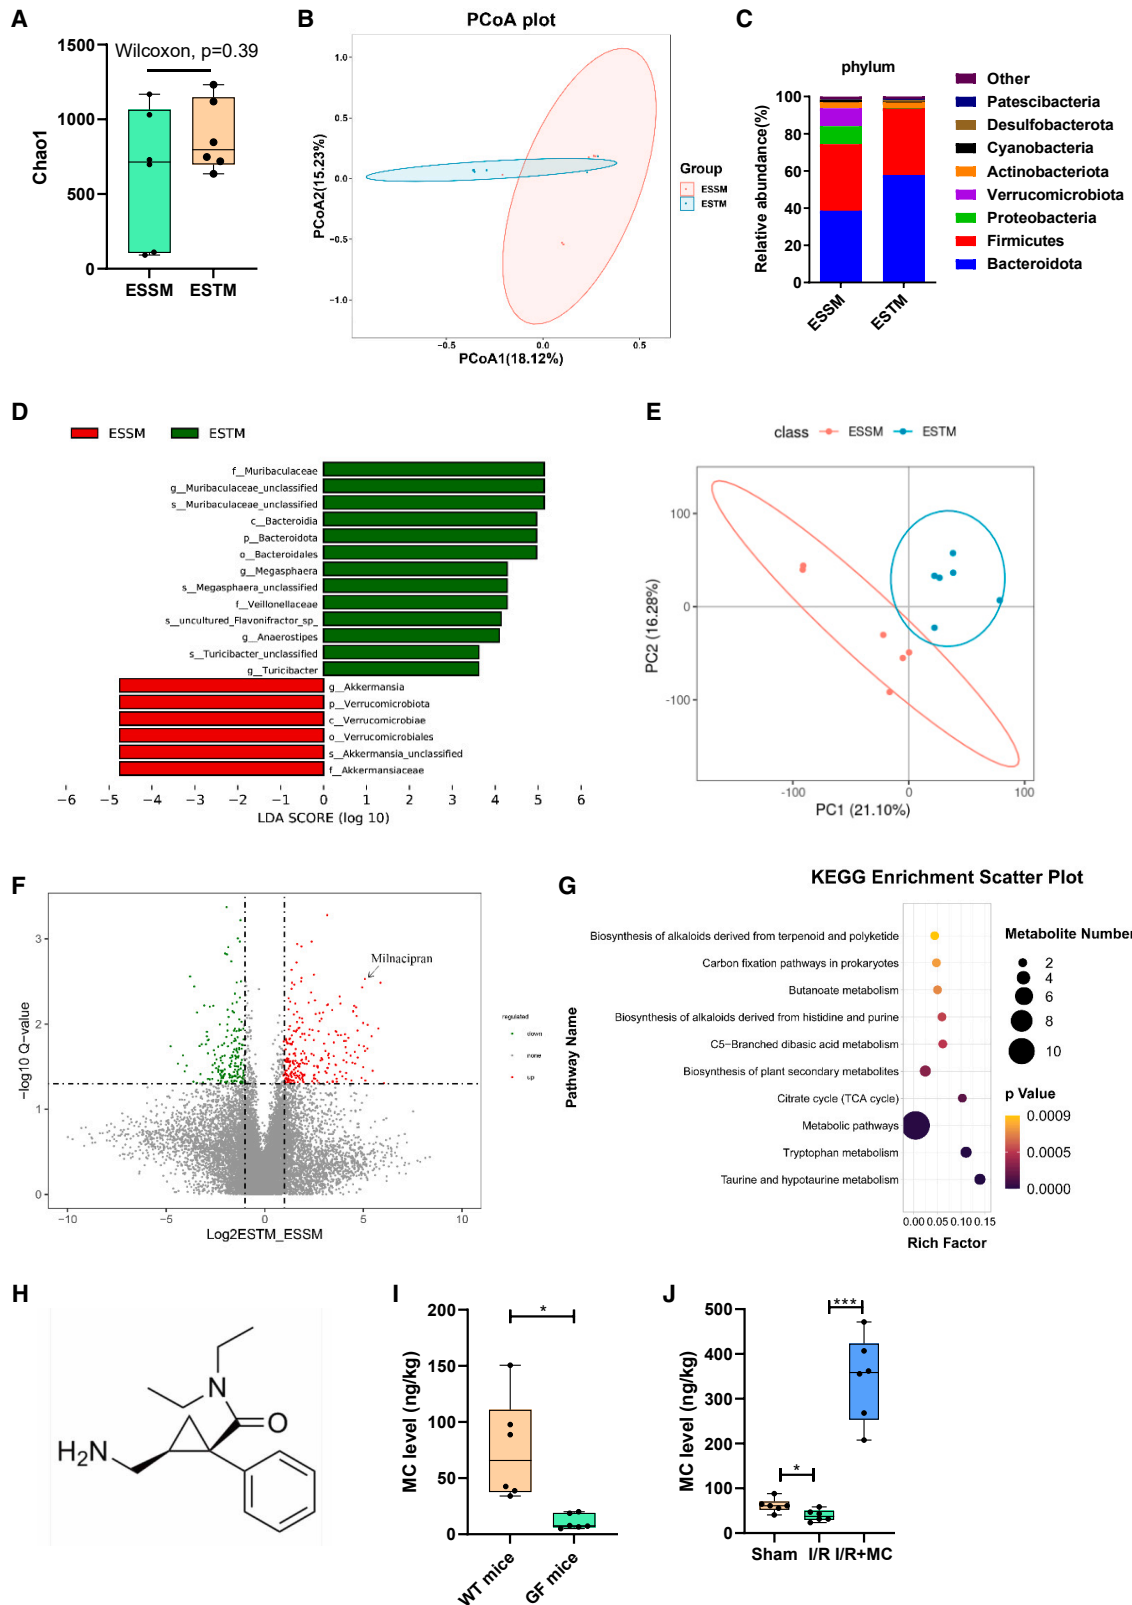 A
Wilcoxon, p=0.39
1500
1000
500
0
Chao1
ESSM
ESTM
B
PCoA plot
1.0
0.5
0.0
−0.5
−1.0
PCoA2(15.23%)
−0.5
0.0
0.5
PCoA1(18.12%)
Group
ESSM
ESTM
C
phylum
100
80
60
40
20
0
Relative abundance(%)
ESSM
ESTM
Other
Patescibacteria
Desulfobacterota
Cyanobacteria
Actinobacteriota
Verrucomicrobiota
Proteobacteria
Firmicutes
Bacteroidota
D
ESSM
ESTM
f__Muribaculaceae
g__Muribaculaceae_unclassified
s__Muribaculaceae_unclassified
c__Bacteroidia
p__Bacteroidota
o__Bacteroidales
g__Megasphaera
s__Megasphaera_unclassified
f__Veillonellaceae
s__uncultured_Flavonifractor_sp_
g__Anaerostipes
s__Turicibacter_unclassified
g__Turicibacter
g__Akkermansia
p__Verrucomicrobiota
c__Verrucomicrobiae
o__Verrucomicrobiales
s__Akkermansia_unclassified
f__Akkermansiaceae
−6 −5 −4 −3 −2 −1 0 1 2 3 4 5 6
LDA SCORE (log 10)
E
class ESSM ESTM
100
0
-100
PC2 (16.28%)
-100 0 100
PC1 (21.10%)
F
3
2
1
0
−log10 Q−value
Milnacipran
−10 −5 0 5 10
Log2ESTM_ESSM
regulated
down
none
up
G
KEGG Enrichment Scatter Plot
Pathway Name
Biosynthesis of alkaloids derived from terpenoid and polyketide
Carbon fixation pathways in prokaryotes
Butanoate metabolism
Biosynthesis of alkaloids derived from histidine and purine
C5−Branched dibasic acid metabolism
Biosynthesis of plant secondary metabolites
Citrate cycle (TCA cycle)
Metabolic pathways
Tryptophan metabolism
Taurine and hypotaurine metabolism
0.00 0.05 0.10 0.15
Rich Factor
Metabolite Number
2
4
6
8
10
p Value
0.0009
0.0005
0.0000
H
N
O
H2N
I
200
150
100
50
0
MC level (ng/kg)
*
WT mice
GF mice
J
500
400
300
200
100
0
MC level (ng/kg)
***
*
Sham I/R I/R+MC